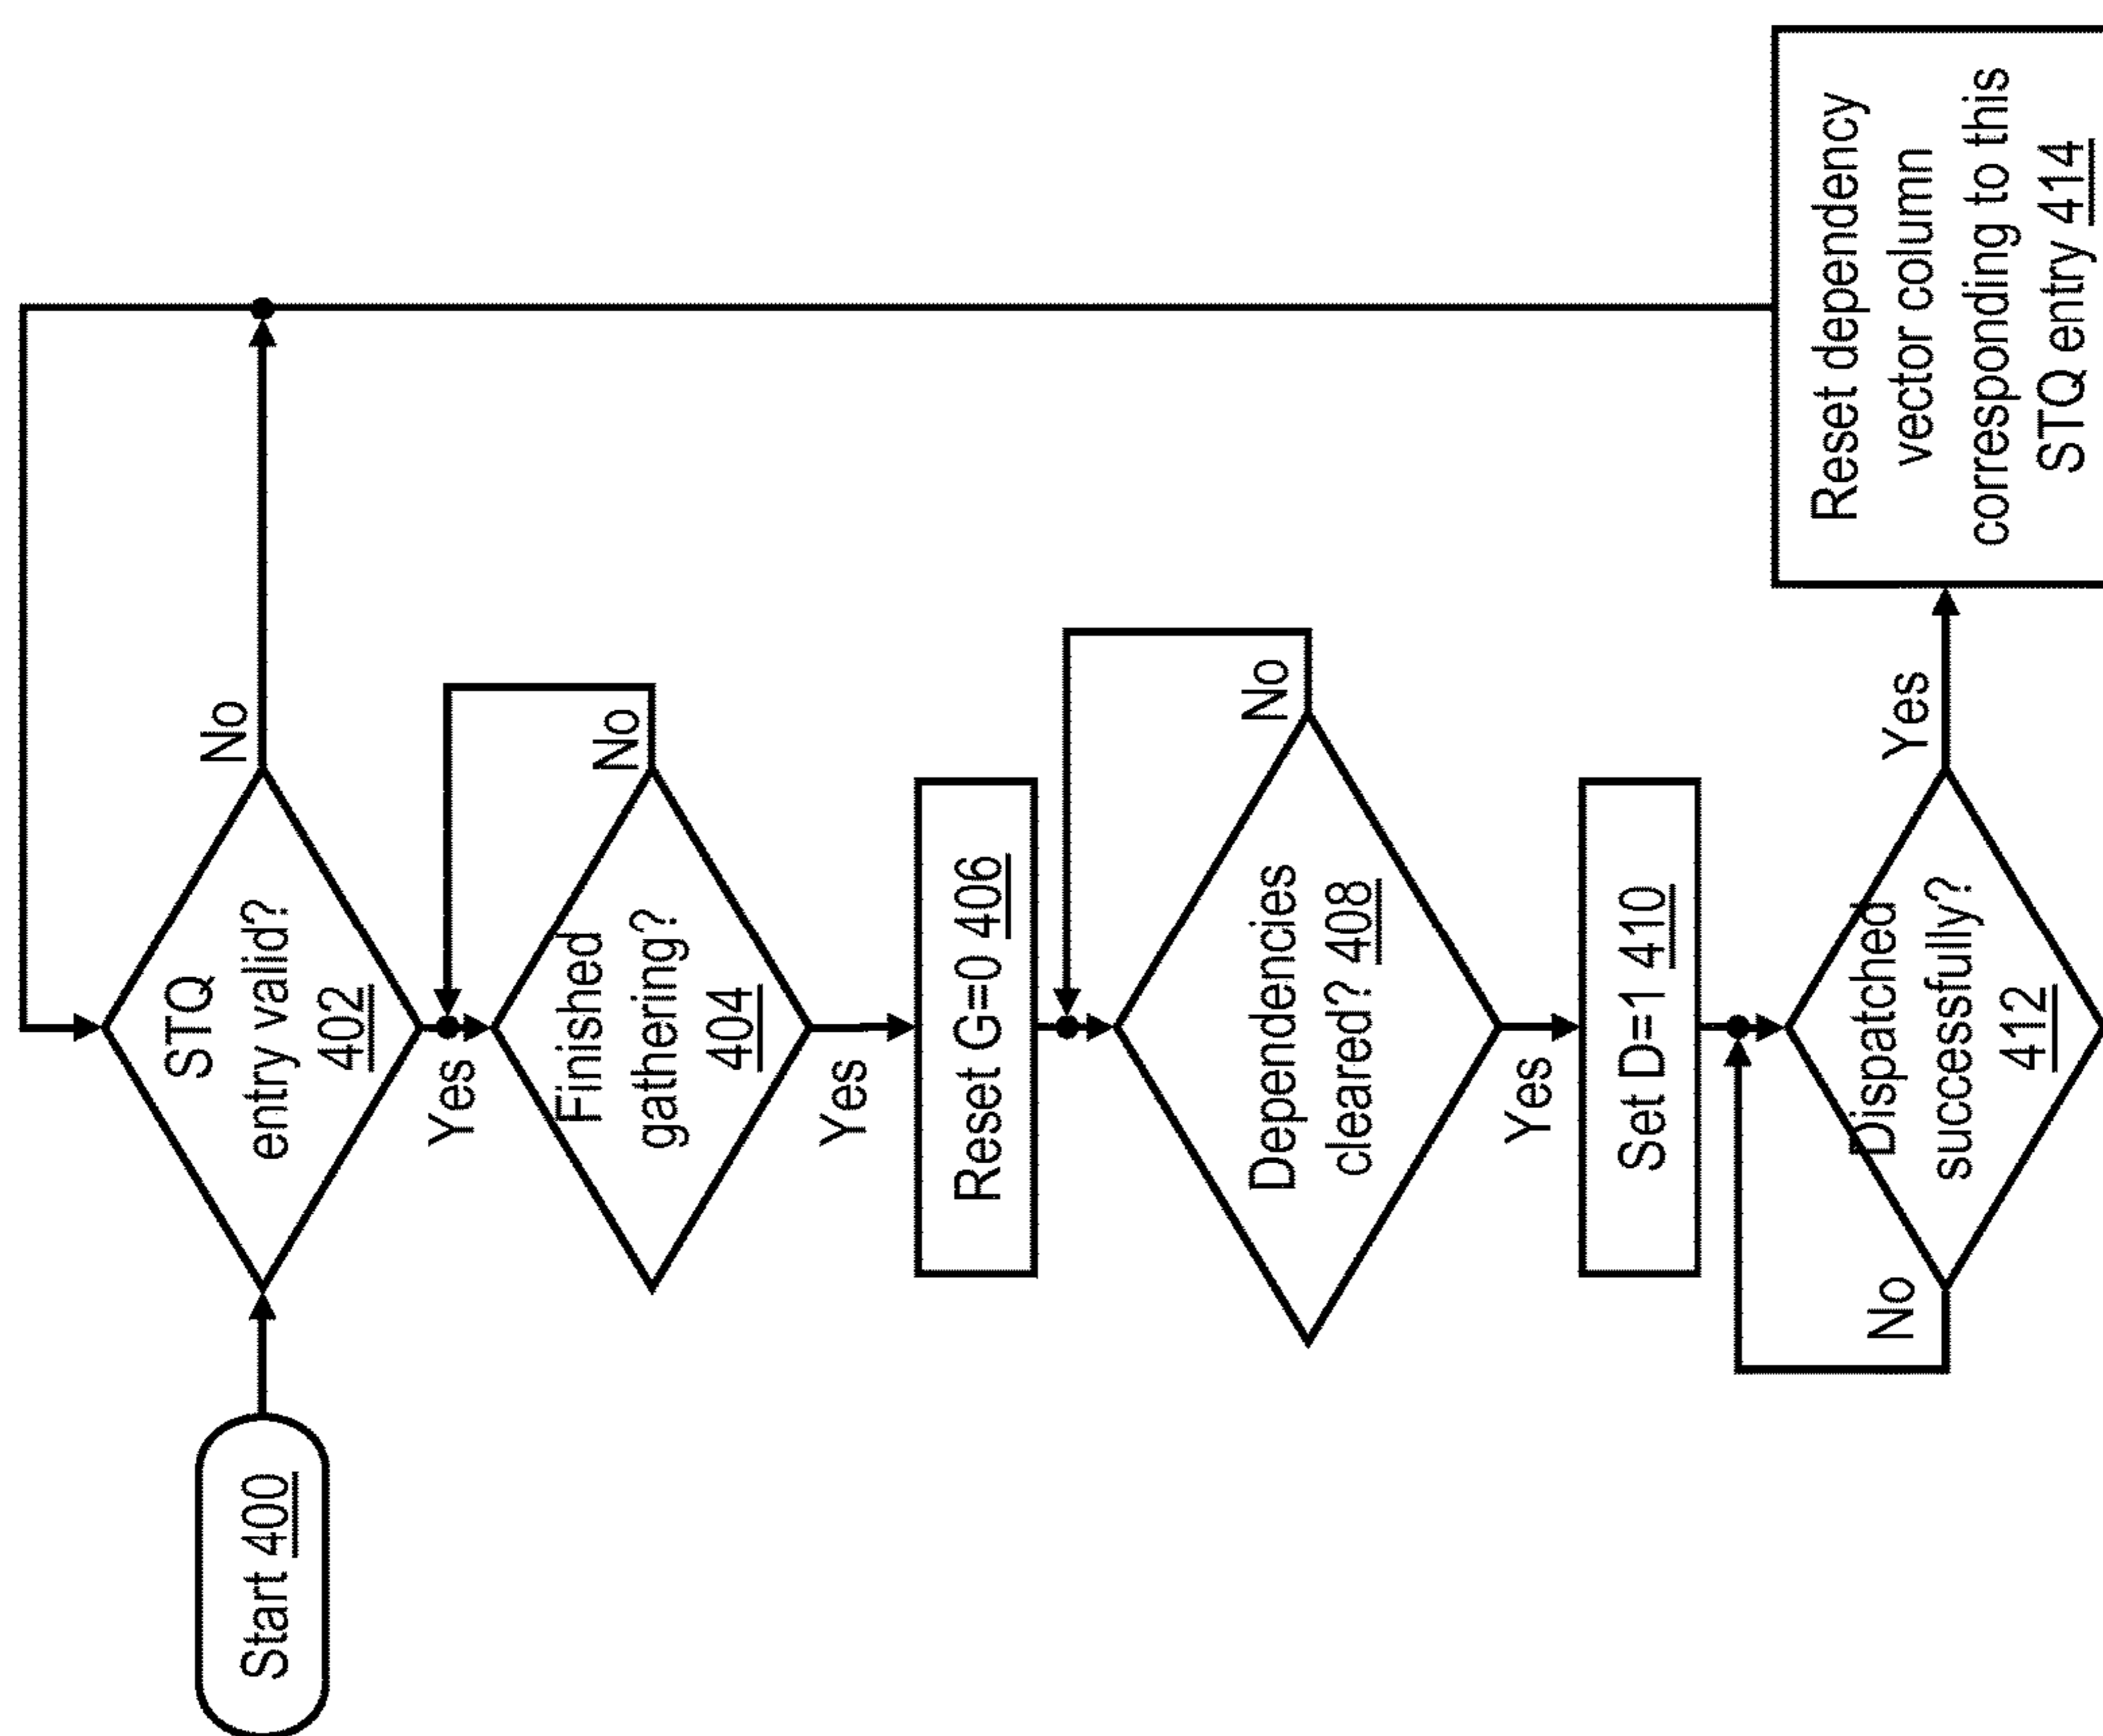 Start 400
STQ
entry valid?
402
No
Yes
Finished
gathering?
404
No
Yes
Reset G=0 406
Dependencies
cleared? 408
No
Yes
Set D=1 410
Dispatched
successfully?
412
No
Yes
Reset dependency
vector column
corresponding to this
STQ entry 414